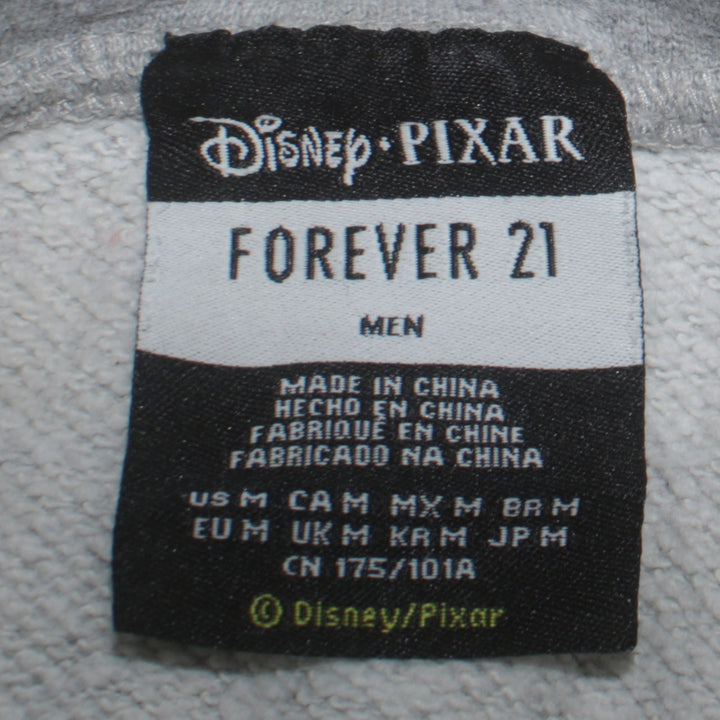 Disney · PIXAR
FOREVER 21
MEN
MADE IN CHINA
HECHO EN CHINA
FABRIQUÉ EN CHINE
FABRICADO NA CHINA
US M CA M MX M BR M
EU M UK M KR M JP M
CN 175/101A
© Disney/Pixar